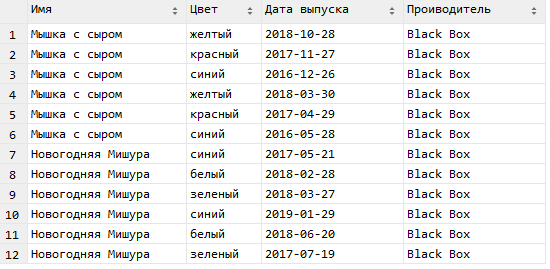 Имя Цвет Дата выпуска Проиводитель
1 Мышка с сыром желтый 2018-10-28 Black Box
2 Мышка с сыром красный 2017-11-27 Black Box
3 Мышка с сыром синий 2016-12-26 Black Box
4 Мышка с сыром желтый 2018-03-30 Black Box
5 Мышка с сыром красный 2017-04-29 Black Box
6 Мышка с сыром синий 2016-05-28 Black Box
7 Новогодняя Мишура синий 2017-05-21 Black Box
8 Новогодняя Мишура белый 2018-02-28 Black Box
9 Новогодняя Мишура зеленый 2018-03-27 Black Box
10 Новогодняя Мишура синий 2019-01-29 Black Box
11 Новогодняя Мишура белый 2018-06-20 Black Box
12 Новогодняя Мишура зеленый 2017-07-19 Black Box